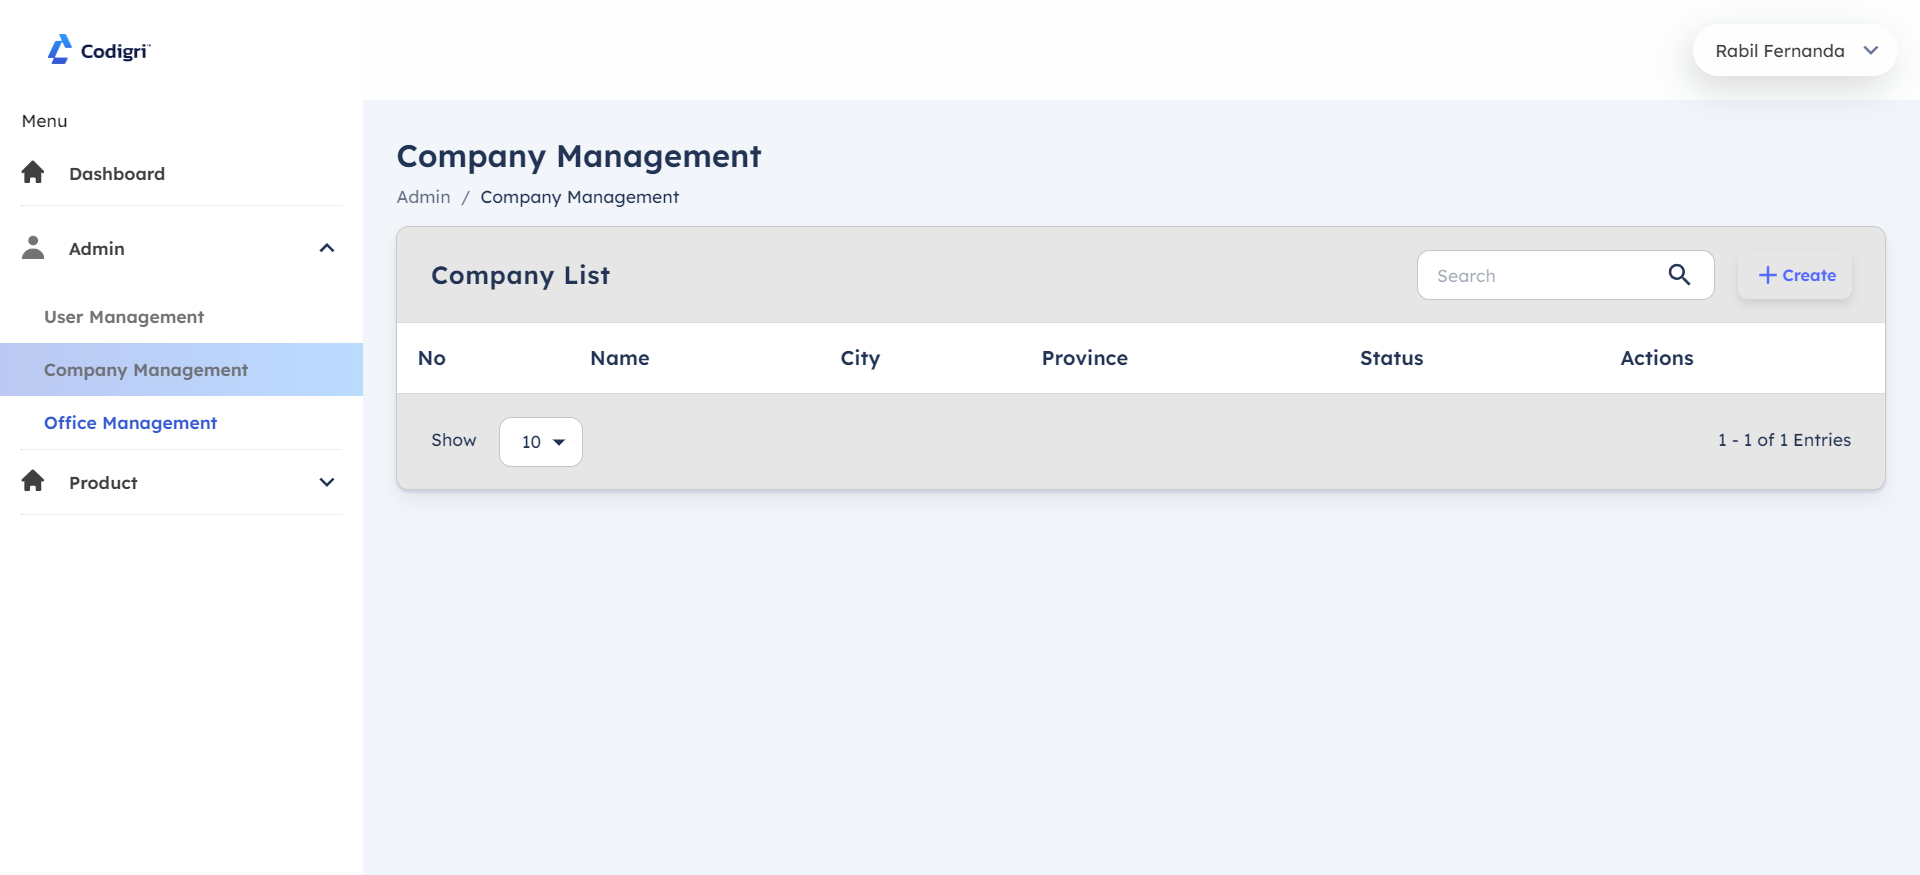 Codigri™
Rabil Fernanda
Menu
Dashboard
Admin
User Management
Company Management
Office Management
Product
Company Management
Admin / Company Management
Company List
Search
Create
No Name City Province Status Actions
Show 10 1 - 1 of 1 Entries